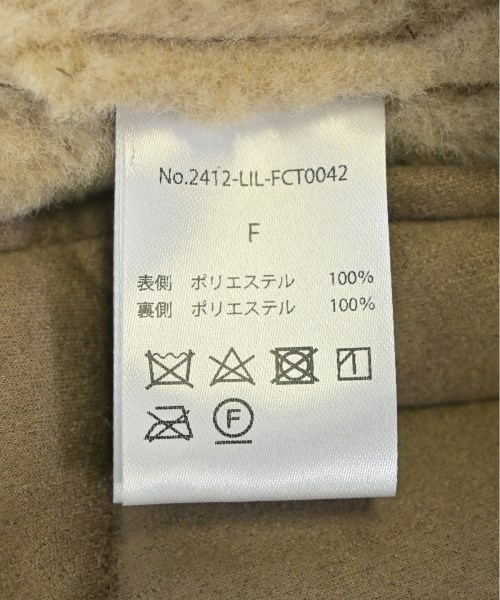 No.2412-LIL-FCT0042
F
表側 ポリエステル 100%
裏側 ポリエステル 100%
F